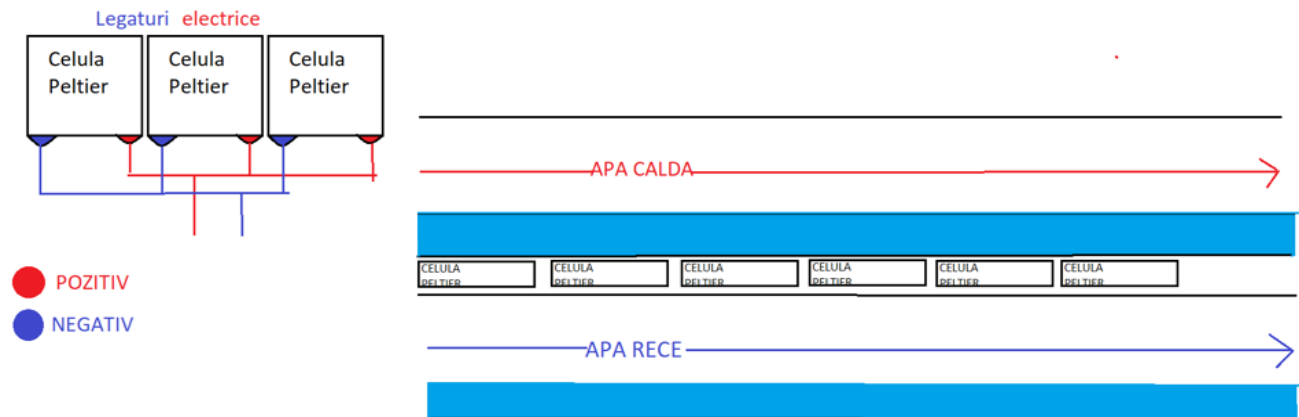 Legaturi electrice
Celula
Peltier
Celula
Peltier
Celula
Peltier
POZITIV
NEGATIV
APA CALDA
CELULA
PELTIER
CELULA
PELTIER
CELULA
PELTIER
CELULA
PELTIER
CELULA
PELTIER
CELULA
PELTIER
APA RECE